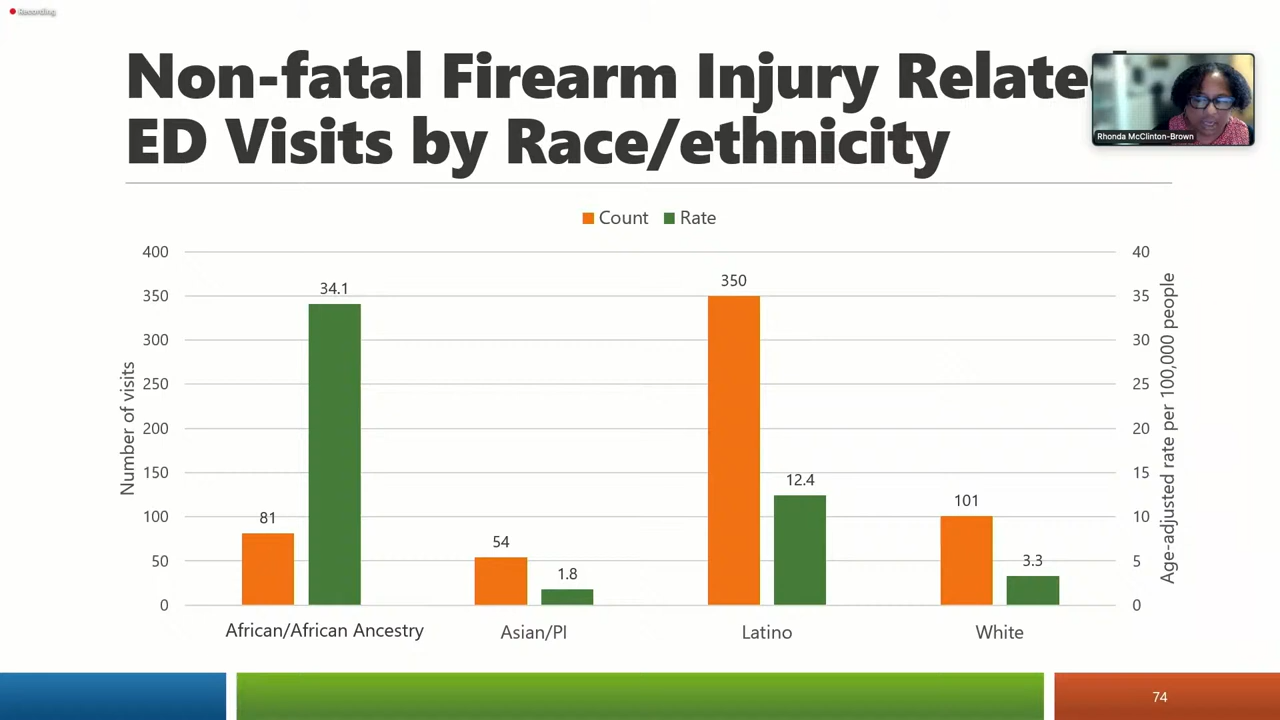 Recording
Non-fatal Firearm Injury Relate
ED Visits by Race/ethnicity
Rhonda McClinton-Brown
Count Rate
400 40
350 35
300 30
250 25
200 20
150 15
100 10
50 5
0 0
Number of visits
Age-adjusted rate per 100,000 people
81 34.1
54 1.8
350 12.4
101 3.3
African/African Ancestry Asian/PI Latino White
74